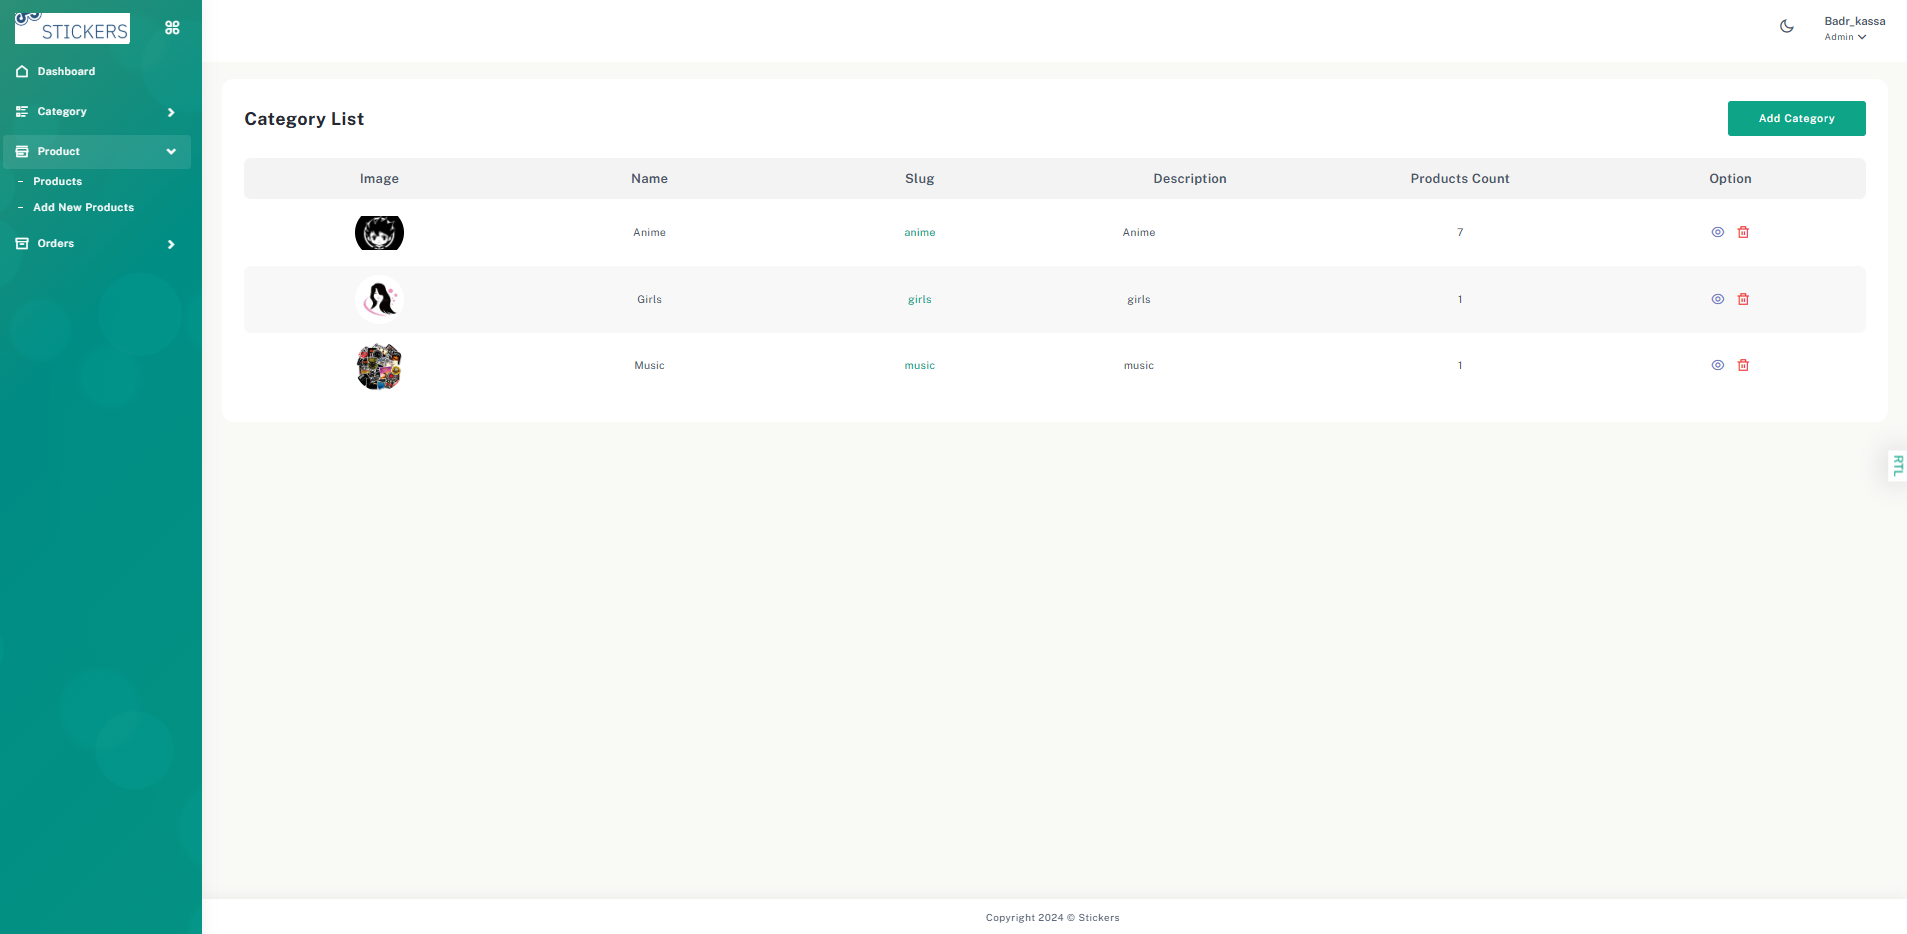 STICKERS
Badr_kassa
Admin
Dashboard
Category
Product
Products
Add New Products
Orders
Category List
Add Category
Image Name Slug Description Products Count Option
Anime anime Anime 7
Girls girls girls 1
Music music music 1
RTL
Copyright 2024 © Stickers